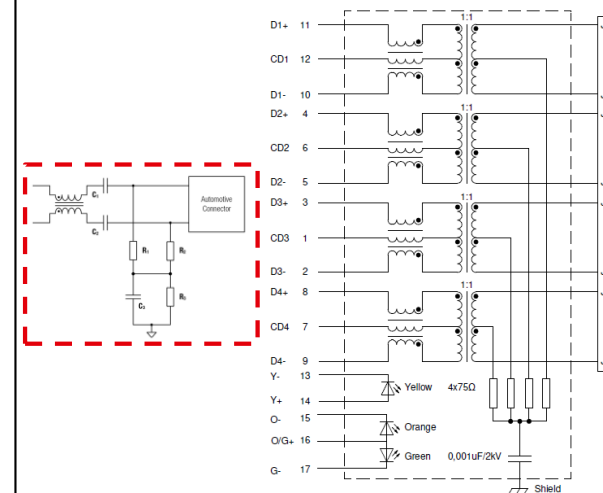 1:1
D1+ 11
CD1 12
D1- 10
1:1
D2+ 4
CD2 6
D2- 5
1:1
D3+ 3
CD3 1
D3- 2
1:1
D4+ 8
CD4 7
D4- 9
Y- 13
Yellow 4x75Ω
Y+ 14
O- 15
Orange
O/G+ 16
Green 0,001uF/2kV
G- 17
Shield
C₁
Automotive
Connector
C₂
R₁ R₂
C₃ R₃